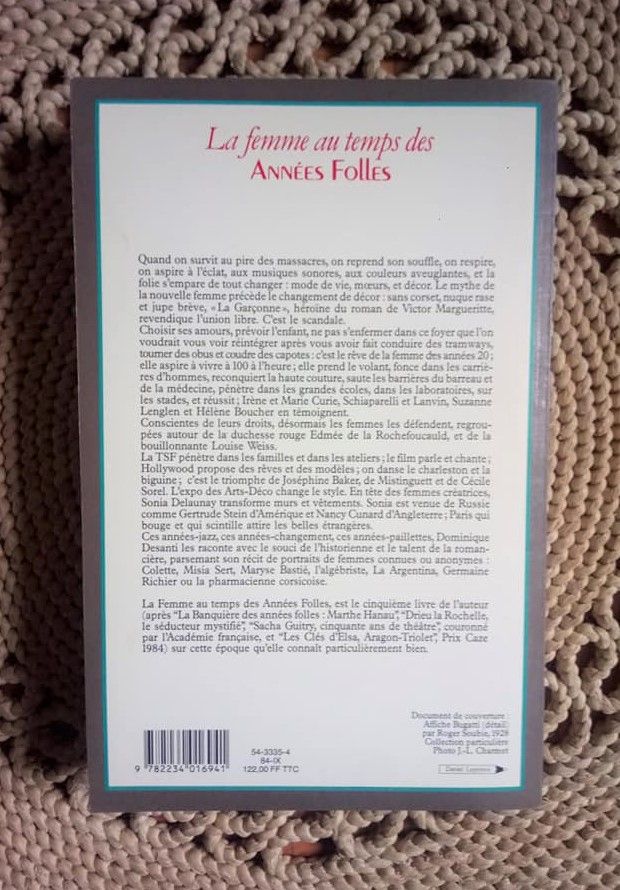 La femme au temps des
ANNÉES FOLLES
Quand on survit au pire des massacres, on reprend son souffle, on respire,
on aspire à l'éclat, aux musiques sonores, aux couleurs aveuglantes, et la
folie s'empare de tout changer : mode de vie, mœurs, et décor. Le mythe de
la nouvelle femme précède le changement de décor : sans corset, nuque rase
et jupe brève, «La Garçonne», héroïne du roman de Victor Margueritte,
revendique l'union libre. C'est le scandale.
Choisir ses amours, prévoir l'enfant, ne pas s'enfermer dans ce foyer que l'on
voudrait vous voir réintégrer après vous avoir fait conduire des tramways,
tourner des obus et coudre des capotes : c'est le rêve de la femme des années 20 ;
elle aspire à vivre à 100 à l'heure ; elle prend le volant, fonce dans les carriè-
res d'hommes, reconquiert la haute couture, saute les barrières du barreau et
de la médecine, pénètre dans les grandes écoles, dans les laboratoires, sur
les stades, et réussit ; Irène et Marie Curie, Schiaparelli et Lanvin, Suzanne
Lenglen et Hélène Boucher en témoignent.
Conscientes de leurs droits, désormais les femmes les défendent, regrou-
pées autour de la duchesse rouge Edmée de la Rochefoucauld, et de la
bouillonnante Louise Weiss.
La TSF pénètre dans les familles et dans les ateliers ; le film parle et chante ;
Hollywood propose des rêves et des modèles ; on danse le charleston et la
biguine ; c'est le triomphe de Joséphine Baker, de Mistinguett et de Cécile
Sorel. L'expo des Arts-Déco change le style. En tête des femmes créatrices,
Sonia Delaunay transforme murs et vêtements. Sonia est venue de Russie
comme Gertrude Stein d'Amérique et Nancy Cunard d'Angleterre ; Paris qui
bouge et qui scintille attire les belles étrangères.
Ces années-jazz, ces années-changement, ces années-paillettes, Dominique
Desanti les raconte avec le souci de l'historienne et le talent de la roman-
cière, parsemant son récit de portraits de femmes connues ou anonymes :
Colette, Misia Sert, Maryse Bastié, l'algébriste, La Argentina, Germaine
Richier ou la pharmacienne corsicoise.
La Femme au temps des Années Folles, est le cinquième livre de l'auteur
(après "La Banquière des années folles : Marthe Hanau", "Drieu la Rochelle,
le séducteur mystifié", "Sacha Guitry, cinquante ans de théâtre", couronné
par l'Académie française, et "Les Clés d'Elsa, Aragon-Triolet", Prix Caze
1984) sur cette époque qu'elle connaît particulièrement bien.
Document de couverture :
Affiche Bugatti (détail)
par Roger Soubie, 1928
Collection particulière
Photo J.-L. Charmet
54-3335-4
84-IX
122,00 FF TTC
9 782234 016941